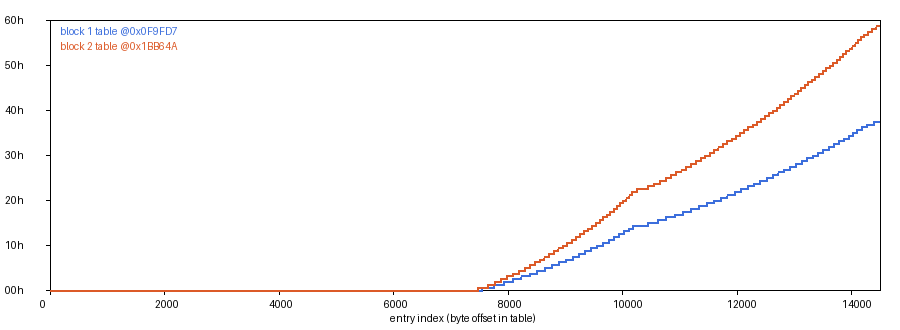 60h
block 1 table @0x0F9FD7
block 2 table @0x1BB64A
50h
40h
30h
20h
10h
00h
0 2000 4000 6000 8000 10000 12000 14000
entry index (byte offset in table)